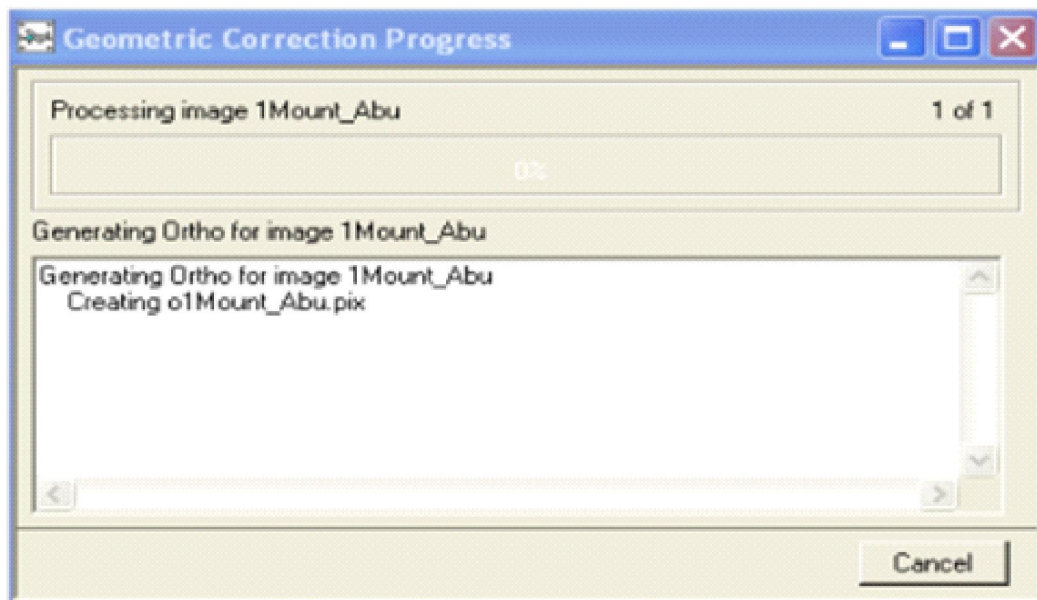 Geometric Correction Progress
Processing image 1Mount_Abu 1 of 1
0%
Generating Ortho for image 1Mount_Abu
Generating Ortho for image 1Mount_Abu
Creating o1Mount_Abu.pix
Cancel